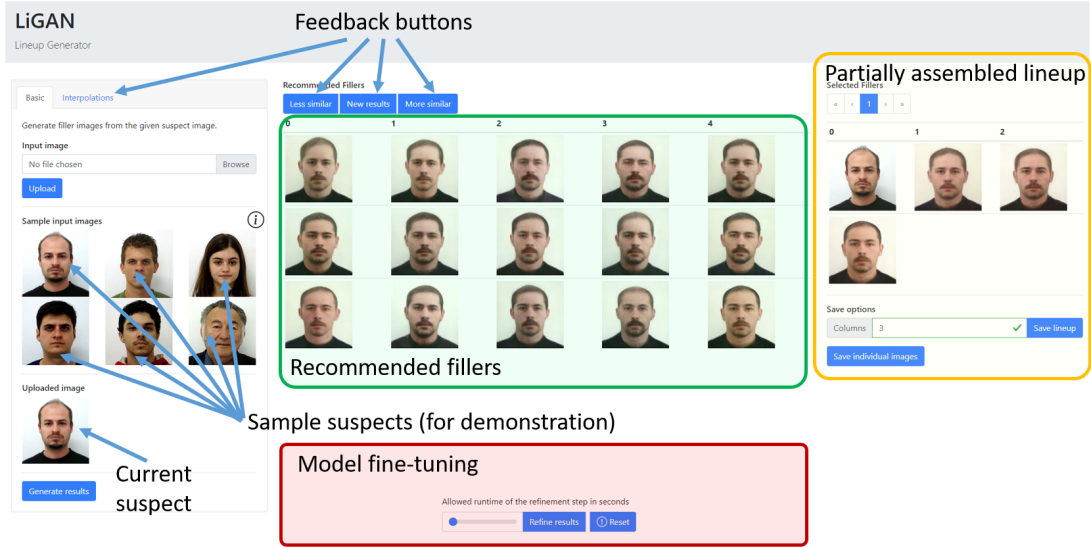 LiGAN
Lineup Generator
Feedback buttons
Basic
Interpolations
Generate filler images from the given suspect image.
Input image
No file chosen
Browse
Upload
Sample input images
i
Uploaded image
Current
suspect
Generate results
Recommended Fillers
Less similar
New results
More similar
0 1 2 3 4
Recommended fillers
Sample suspects (for demonstration)
Model fine-tuning
Allowed runtime of the refinement step in seconds
Refine results
Reset
Partially assembled lineup
Selected Fillers
« ‹ 1 › »
0 1 2
Save options
Columns
3
Save lineup
Save individual images